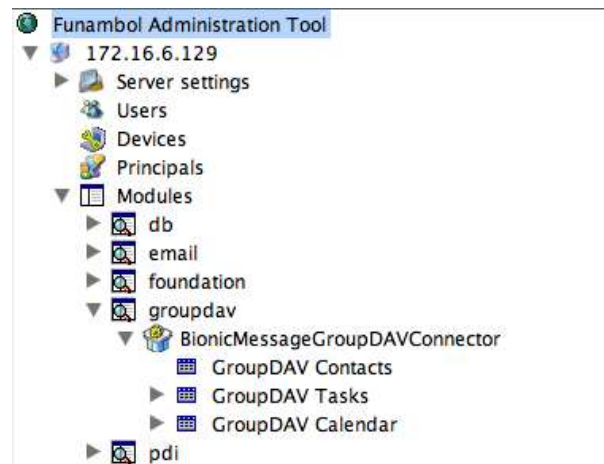 Funambol Administration Tool
172.16.6.129
Server settings
Users
Devices
Principals
Modules
db
email
foundation
groupdav
BionicMessageGroupDAVConnector
GroupDAV Contacts
GroupDAV Tasks
GroupDAV Calendar
pdi